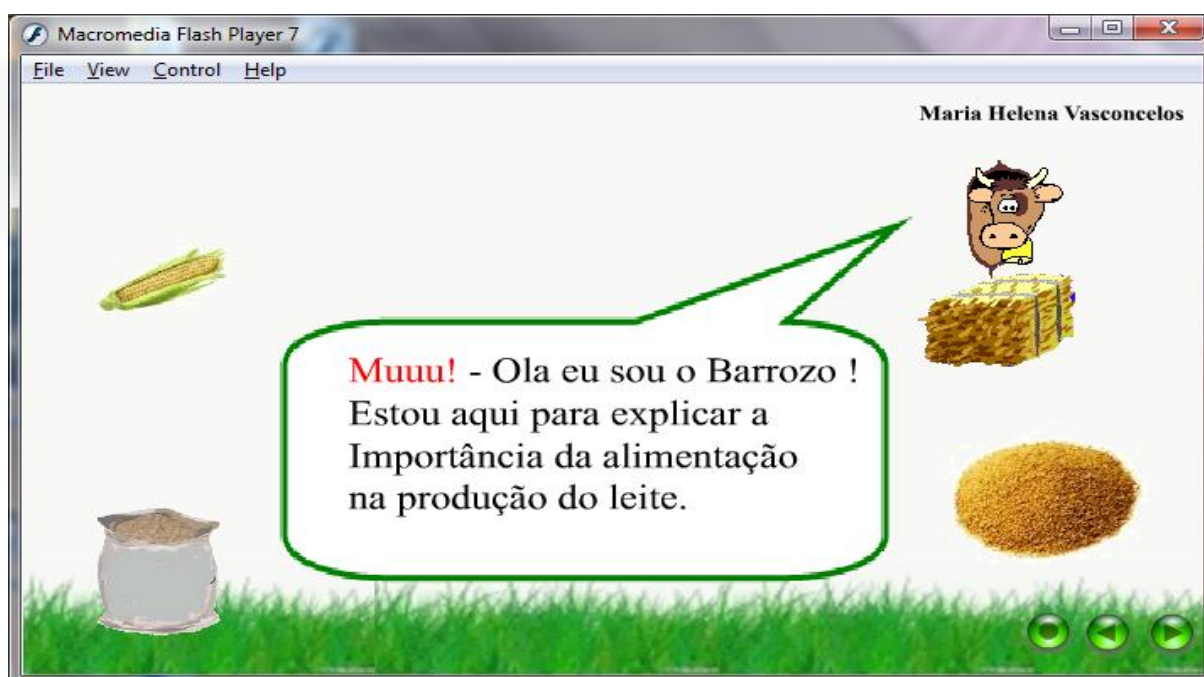 Macromedia Flash Player 7
File View Control Help
Maria Helena Vasconcelos
Muuu! - Ola eu sou o Barrozo !
Estou aqui para explicar a
Importância da alimentação
na produção do leite.